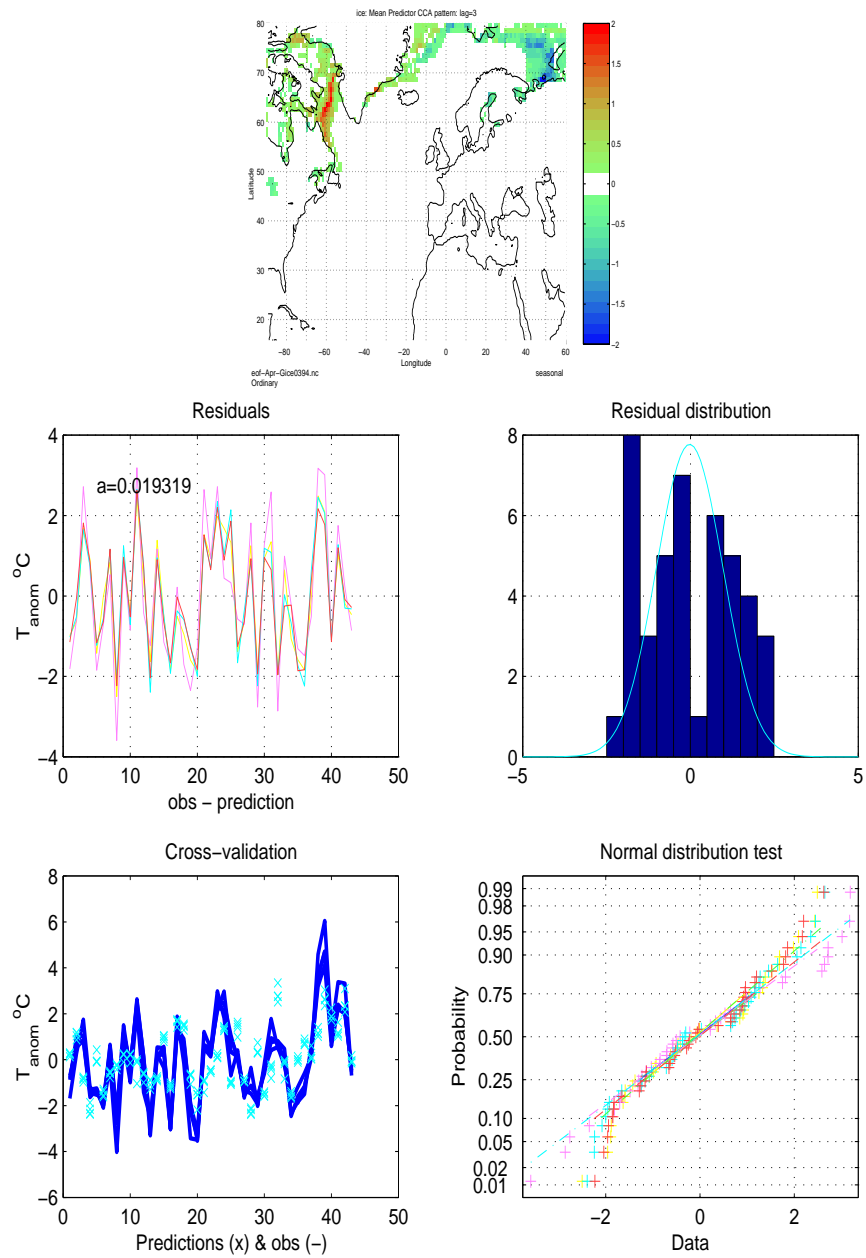 ice: Mean Predictor CCA pattern: lag=3
80
70
60
50
40
30
20
Latitude
−80 −60 −40 −20 0 20 40 60
Longitude
eof−Apr−Gice0394.nc
Ordinary
seasonal
2
1.5
1
0.5
0
−0.5
−1
−1.5
−2
Residuals
4
2
0
−2
−4
T anom oC
a=0.019319
0 10 20 30 40 50
obs − prediction
Residual distribution
8
6
4
2
0
−5 0 5
Cross−validation
8
6
4
2
0
−2
−4
−6
T anom oC
0 10 20 30 40 50
Predictions (x) & obs (−)
Normal distribution test
0.99
0.98
0.95
0.90
0.75
0.50
0.25
0.10
0.05
0.02
0.01
Probability
−2 0 2
Data